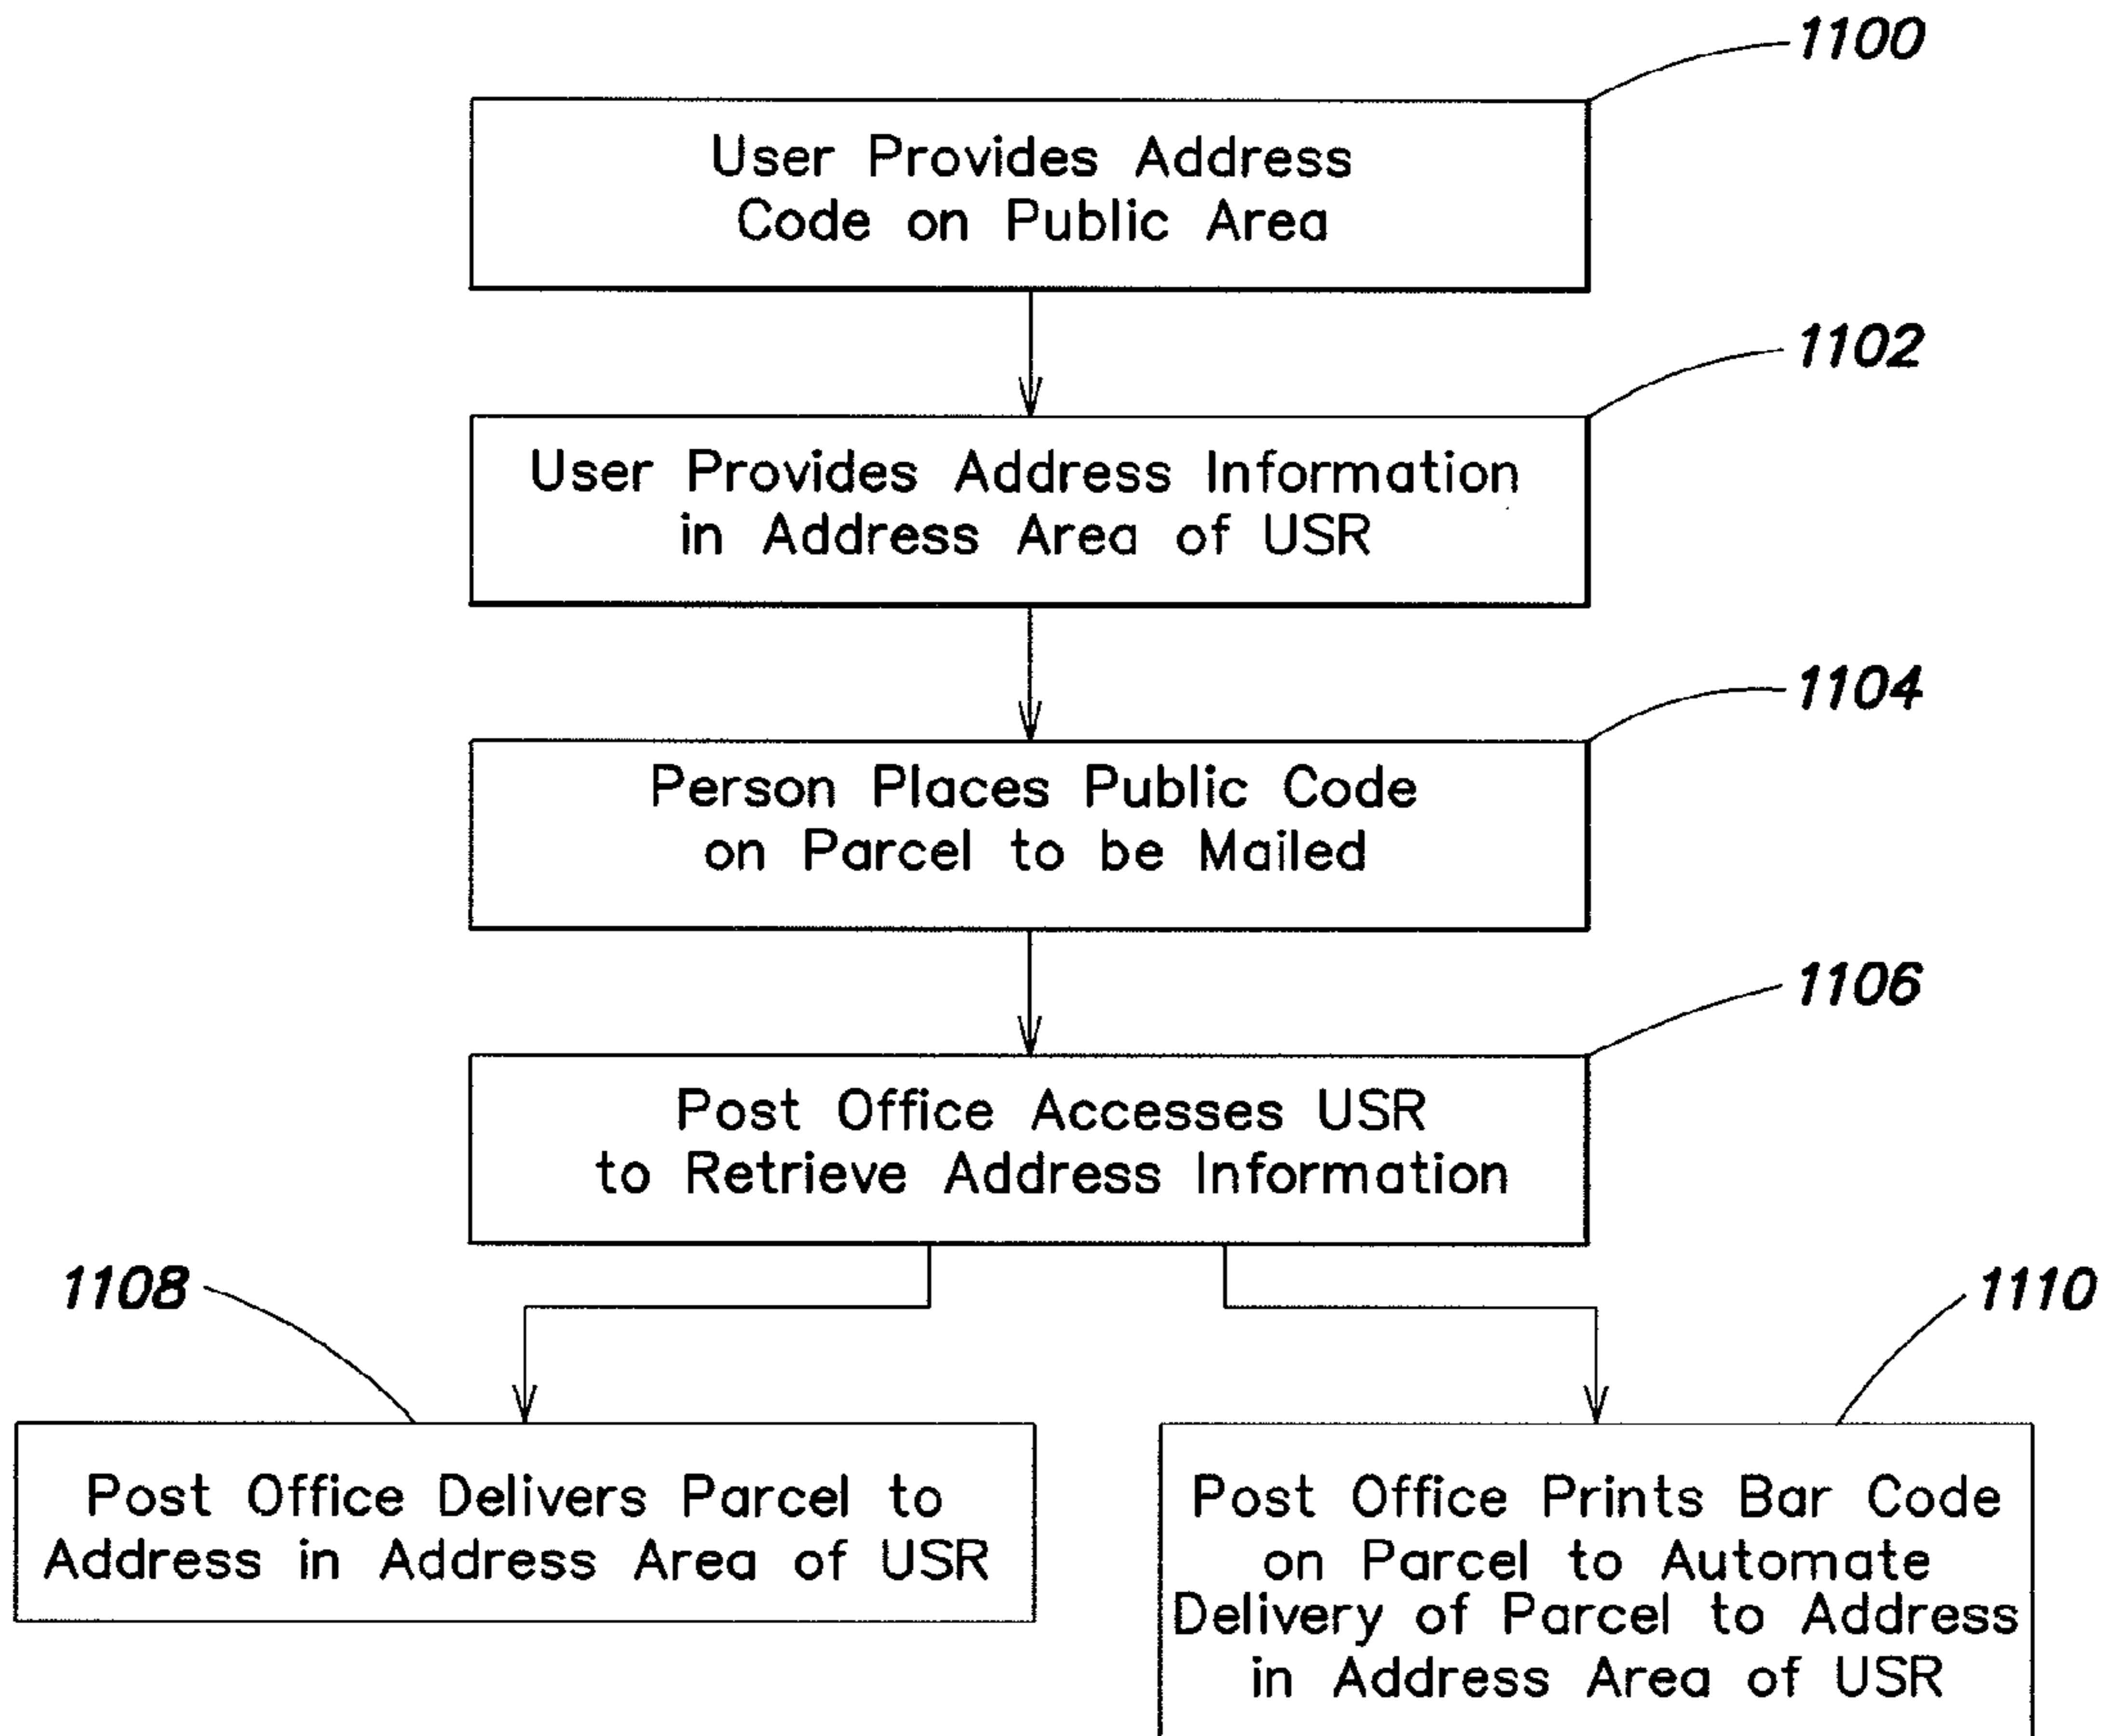 1100
User Provides Address
Code on Public Area
1102
User Provides Address Information
in Address Area of USR
1104
Person Places Public Code
on Parcel to be Mailed
1106
Post Office Accesses USR
to Retrieve Address Information
1108
Post Office Delivers Parcel to
Address in Address Area of USR
1110
Post Office Prints Bar Code
on Parcel to Automate
Delivery of Parcel to Address
in Address Area of USR